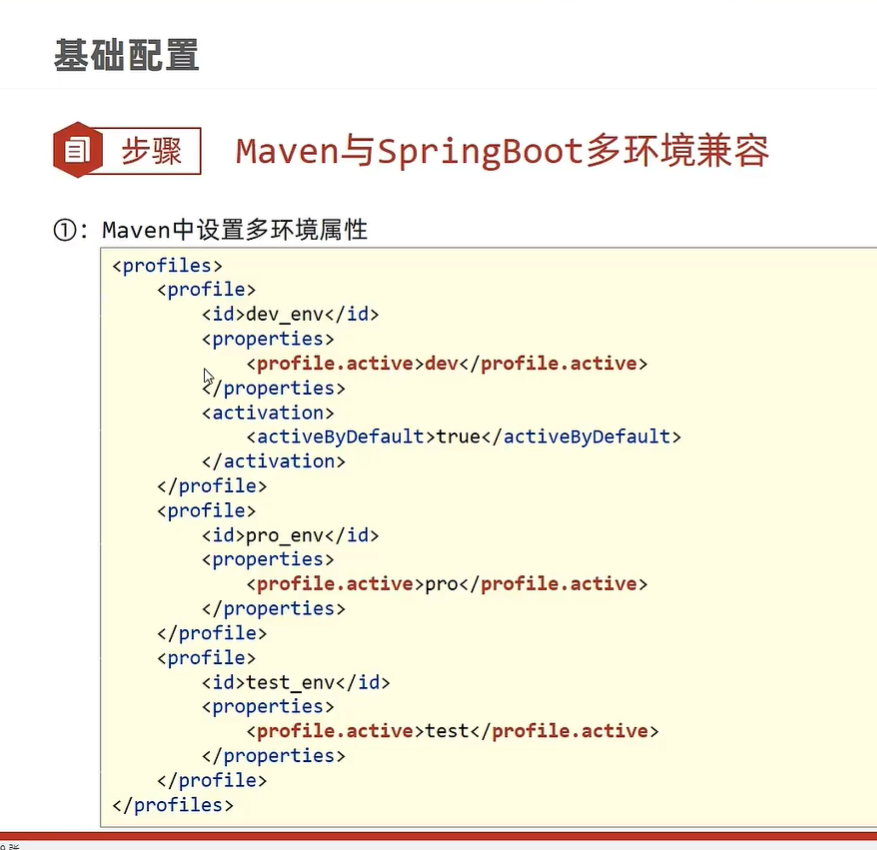 基础配置
步骤
Maven与SpringBoot多环境兼容
①：Maven中设置多环境属性
<profiles>
    <profile>
        <id>dev_env</id>
        <properties>
            <profile.active>dev</profile.active>
        </properties>
        <activation>
            <activeByDefault>true</activeByDefault>
        </activation>
    </profile>
    <profile>
        <id>pro_env</id>
        <properties>
            <profile.active>pro</profile.active>
        </properties>
    </profile>
    <profile>
        <id>test_env</id>
        <properties>
            <profile.active>test</profile.active>
        </properties>
    </profile>
</profiles>